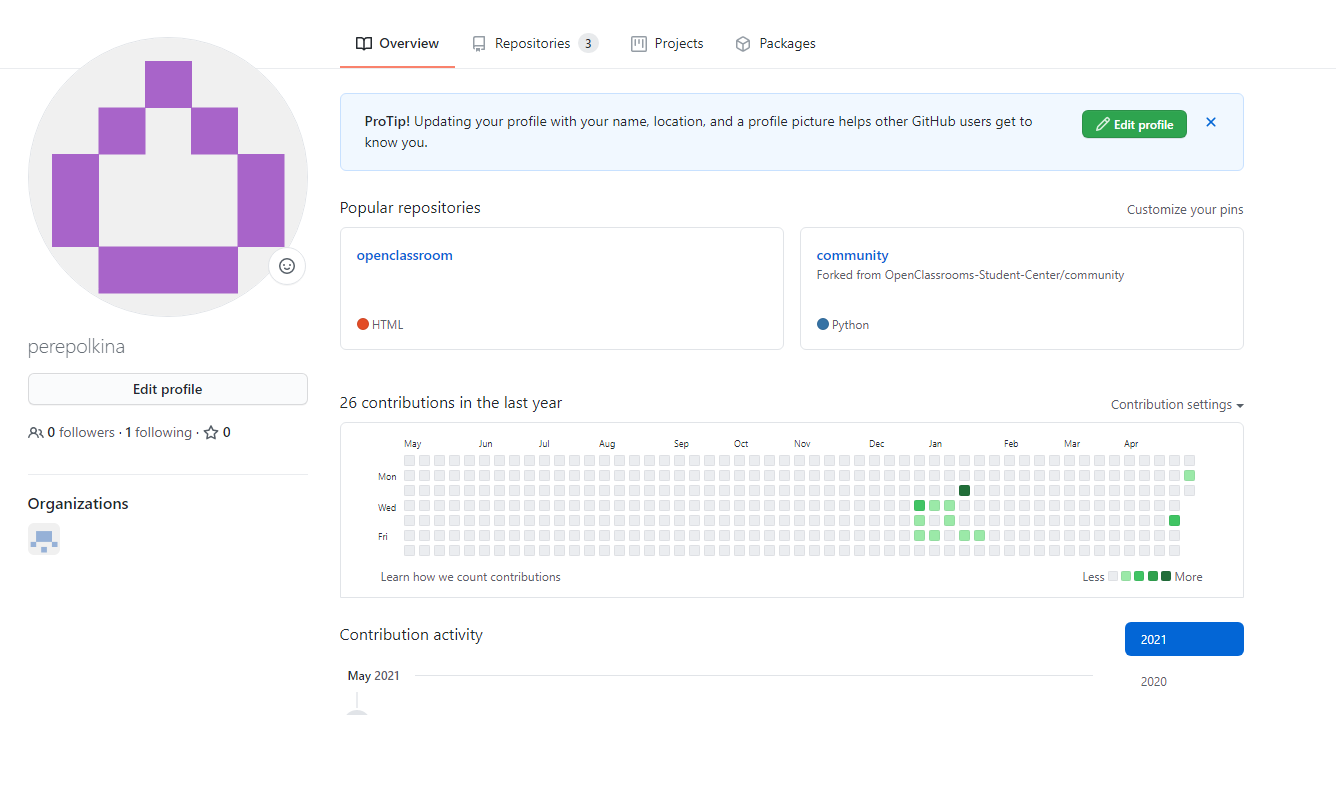 Overview Repositories 3 Projects Packages
ProTip! Updating your profile with your name, location, and a profile picture helps other GitHub users get to
know you.
Edit profile
Popular repositories
Customize your pins
openclassroom
HTML
community
Forked from OpenClassrooms-Student-Center/community
Python
perepolkina
Edit profile
0 followers · 1 following · 0
Organizations
26 contributions in the last year
Contribution settings
May Jun Jul Aug Sep Oct Nov Dec Jan Feb Mar Apr
Mon
Wed
Fri
Learn how we count contributions
Less More
Contribution activity
2021
2020
May 2021